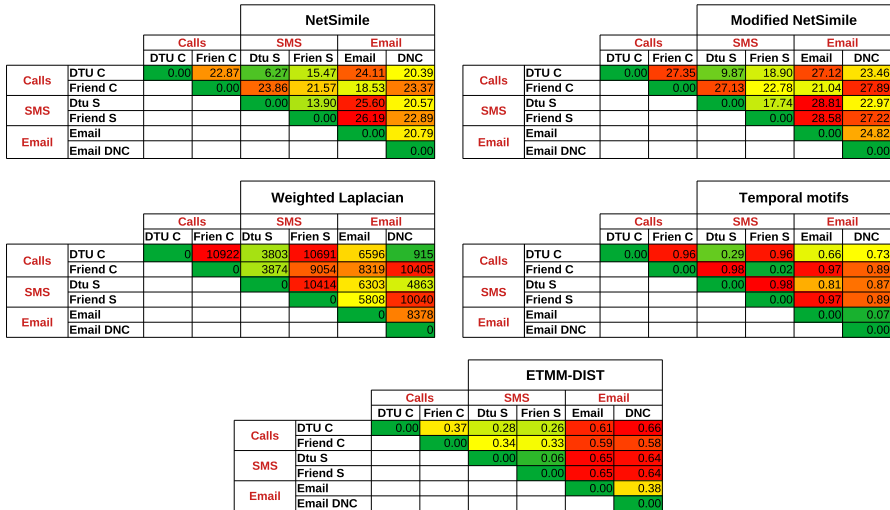 NetSimile
Calls SMS Email
DTU C Frien C Dtu S Frien S Email DNC
Calls DTU C 0.00 22.87 6.27 15.47 24.11 20.39
Friend C 0.00 23.86 21.57 18.53 23.37
SMS Dtu S 0.00 13.90 25.60 20.57
Friend S 0.00 26.19 22.89
Email Email 0.00 20.79
Email DNC 0.00
Modified NetSimile
Calls SMS Email
DTU C Frien C Dtu S Frien S Email DNC
Calls DTU C 0.00 27.35 9.87 18.90 27.12 23.46
Friend C 0.00 27.13 22.78 21.04 27.89
SMS Dtu S 0.00 17.74 28.81 22.97
Friend S 0.00 28.58 27.22
Email Email 0.00 24.82
Email DNC 0.00
Weighted Laplacian
Calls SMS Email
DTU C Frien C Dtu S Frien S Email DNC
Calls DTU C 0 10922 3803 10691 6596 915
Friend C 0 3874 9054 8319 10405
SMS Dtu S 0 10414 6303 4863
Friend S 0 5808 10040
Email Email 0 8378
Email DNC 0
Temporal motifs
Calls SMS Email
DTU C Frien C Dtu S Frien S Email DNC
Calls DTU C 0.00 0.96 0.29 0.96 0.66 0.73
Friend C 0.00 0.98 0.02 0.97 0.89
SMS Dtu S 0.00 0.98 0.81 0.87
Friend S 0.00 0.97 0.89
Email Email 0.00 0.07
Email DNC 0.00
ETMM-DIST
Calls SMS Email
DTU C Frien C Dtu S Frien S Email DNC
Calls DTU C 0.00 0.37 0.28 0.26 0.61 0.66
Friend C 0.00 0.34 0.33 0.59 0.58
SMS Dtu S 0.00 0.06 0.65 0.64
Friend S 0.00 0.65 0.64
Email Email 0.00 0.38
Email DNC 0.00